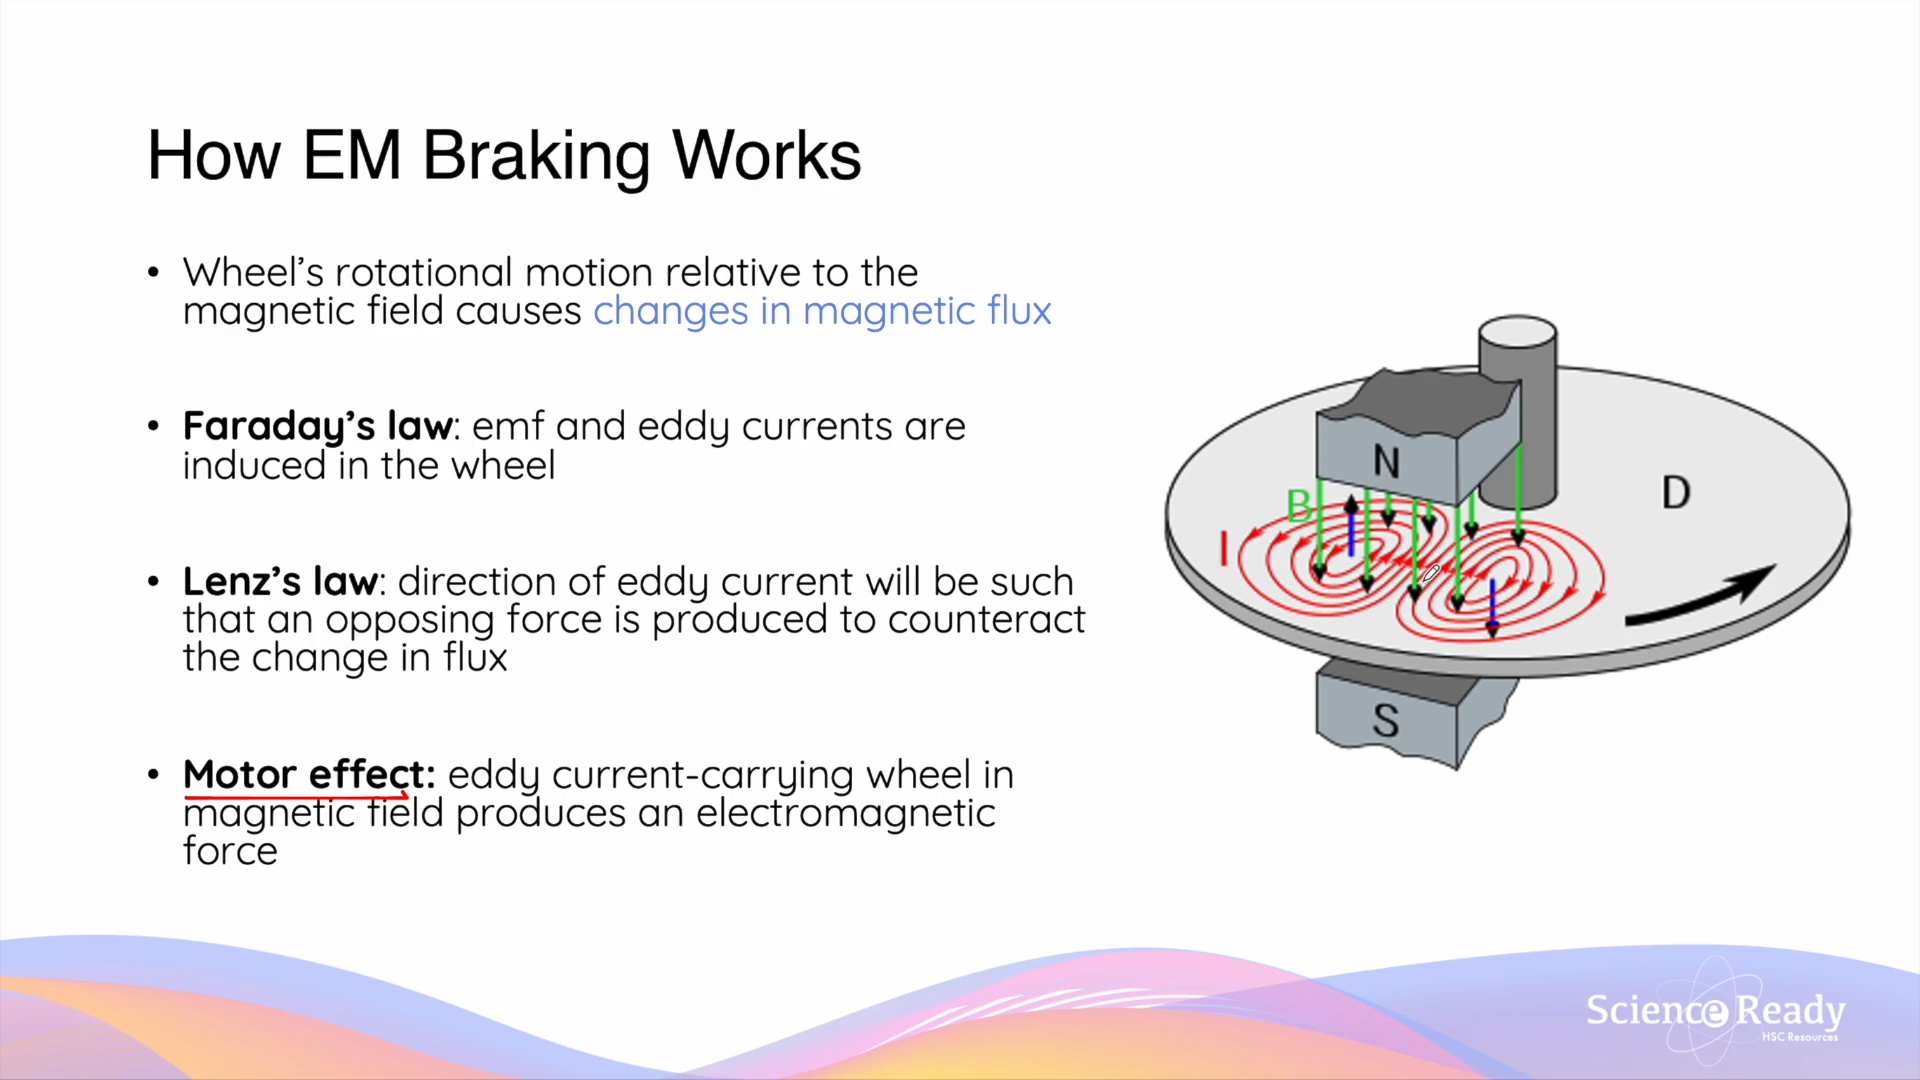 How EM Braking Works
• Wheel’s rotational motion relative to the
magnetic field causes changes in magnetic flux
• Faraday’s law: emf and eddy currents are
induced in the wheel
• Lenz’s law: direction of eddy current will be such
that an opposing force is produced to counteract
the change in flux
• Motor effect: eddy current-carrying wheel in
magnetic field produces an electromagnetic
force
N
B
I
D
S
Science Ready
HSC Resources